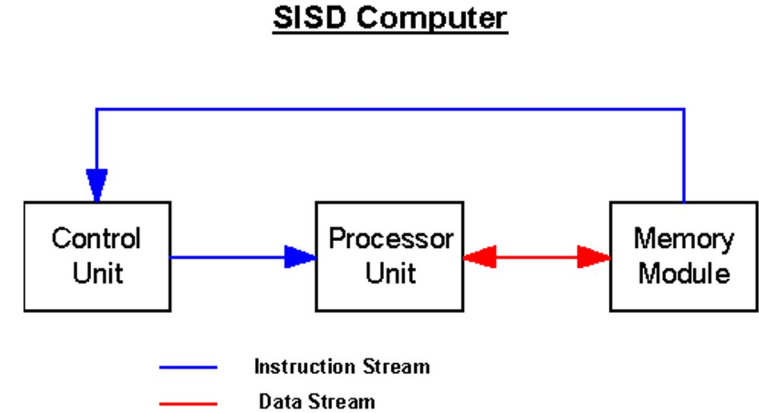 SISD Computer
Control
Unit
Processor
Unit
Memory
Module
Instruction Stream
Data Stream